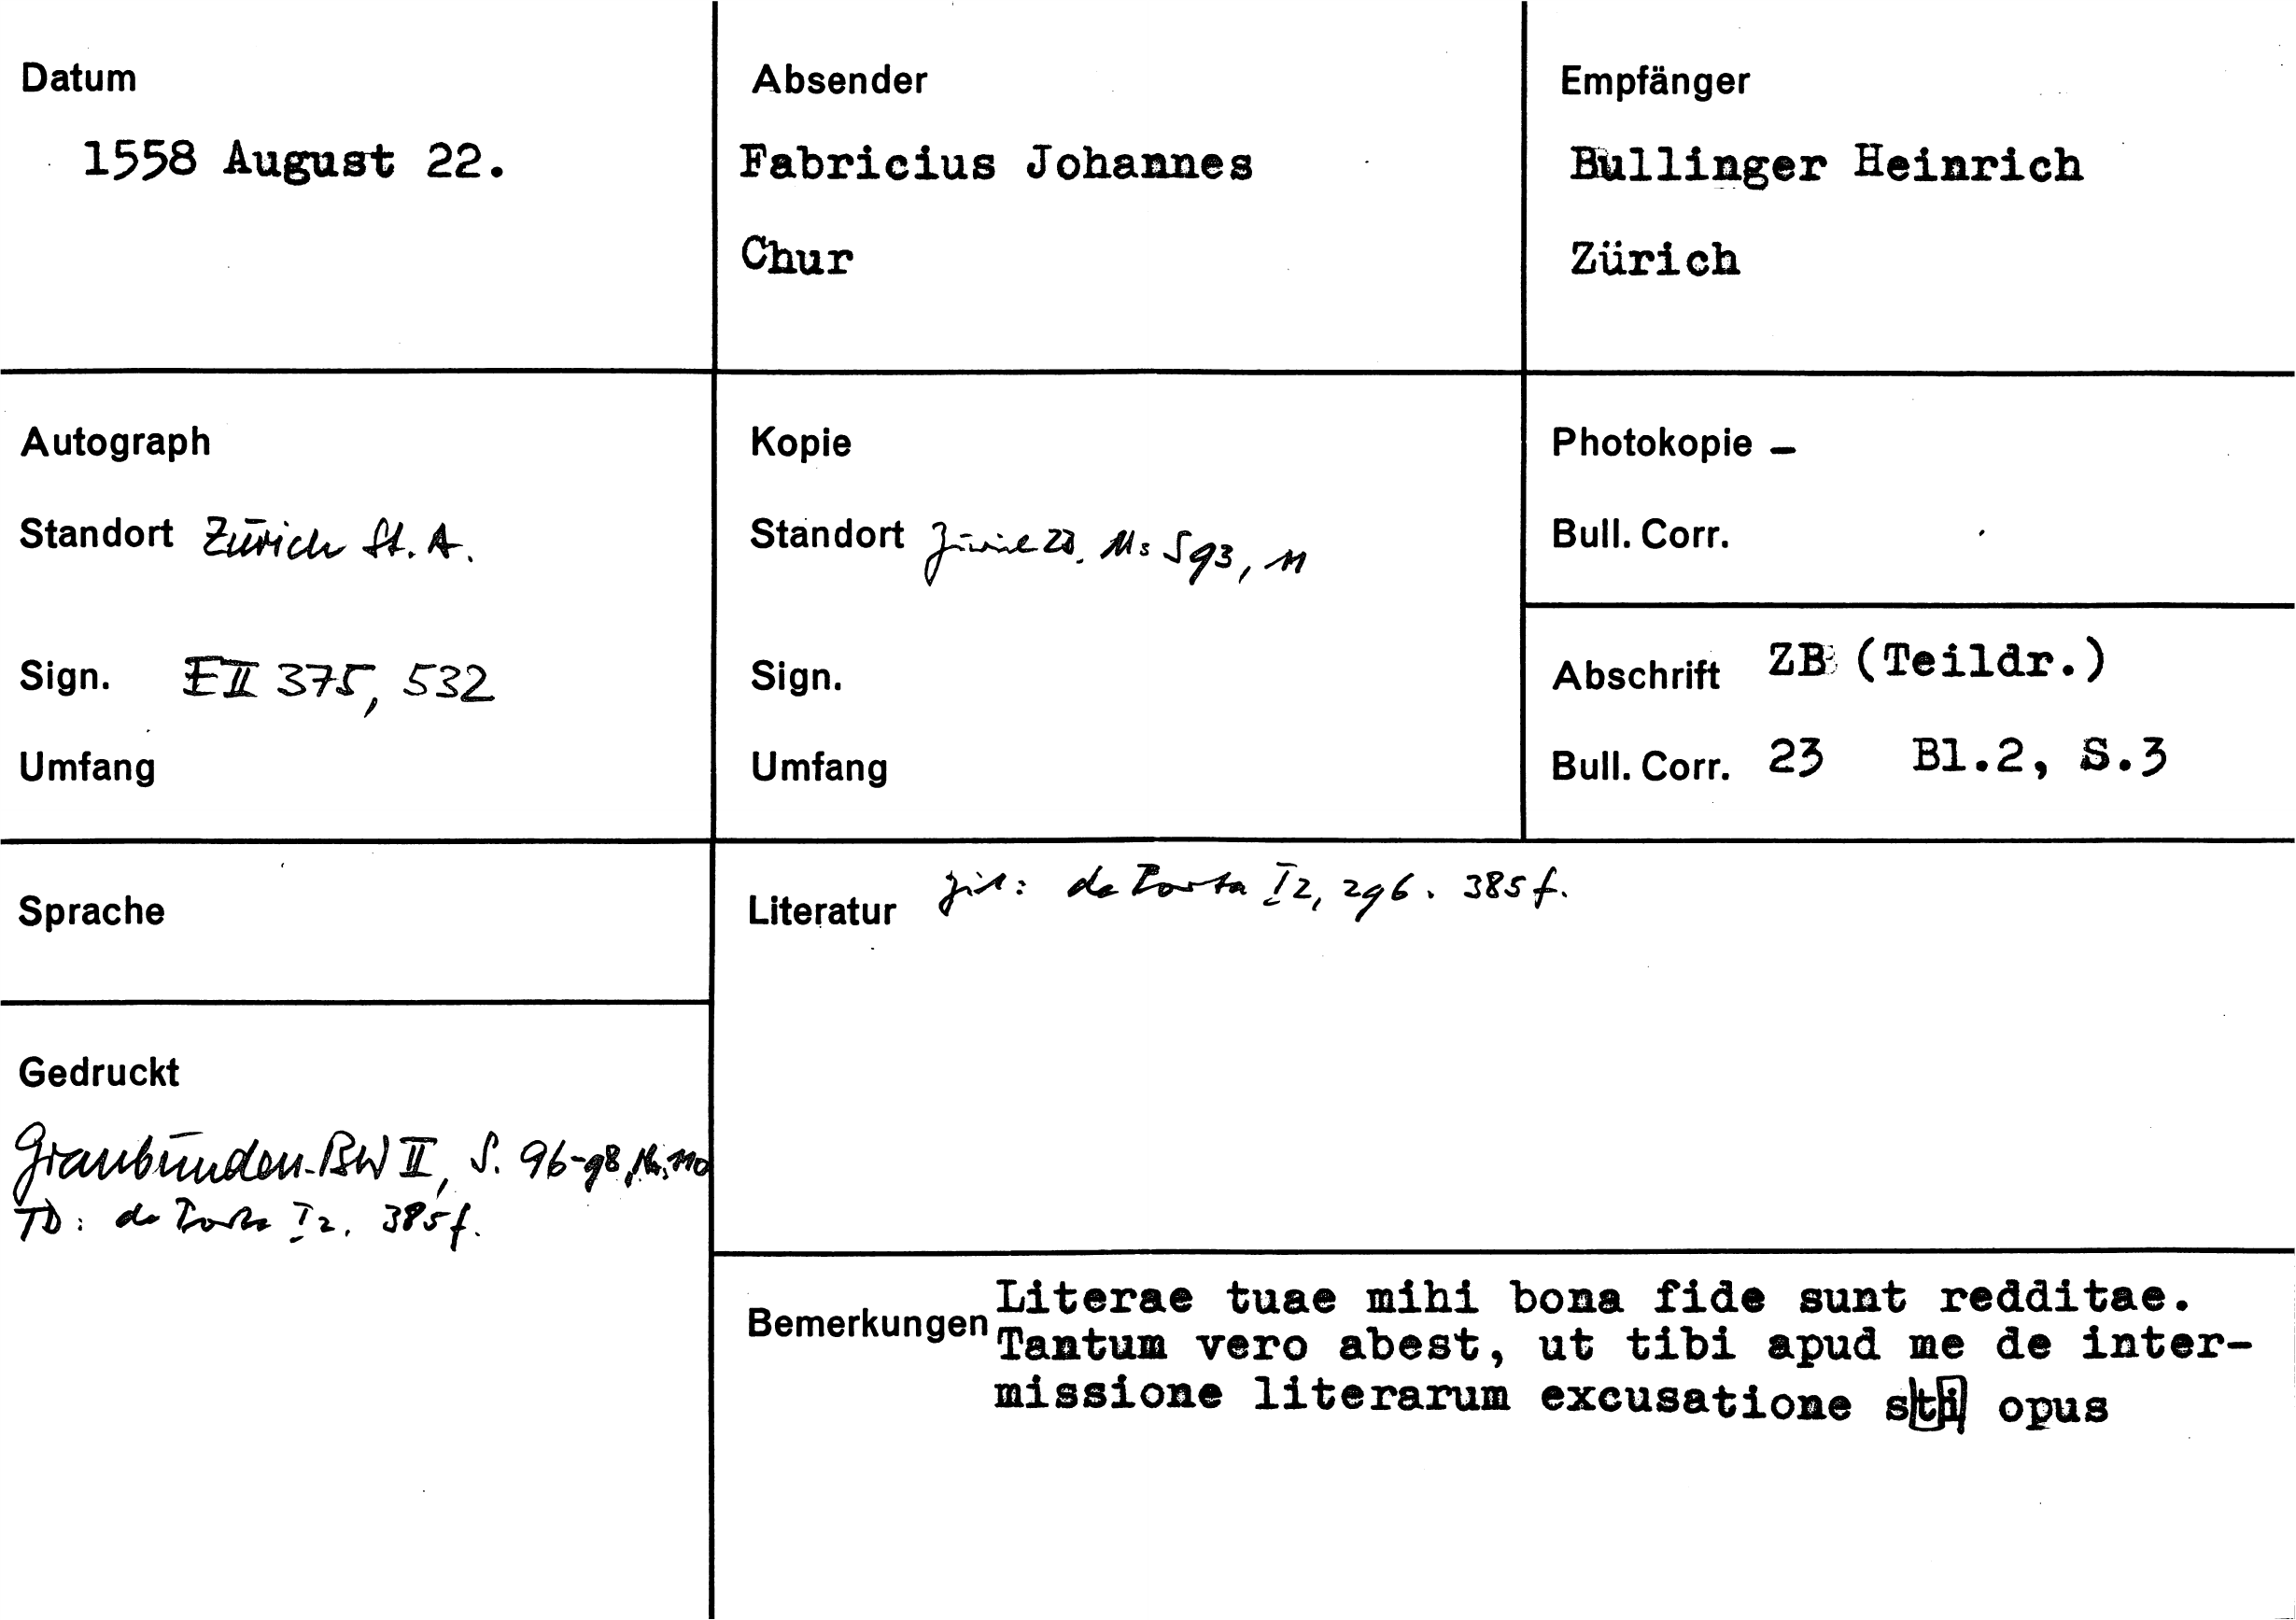 Datum
1558 August 22.
Absender
Fabricius Johannes
Chur
Empfänger
Bullinger Heinrich
Zürich
Autograph
Standort Zürich St. A.
Sign. E II 375, 532
Umfang
Kopie
Standort Zürich ZB. Ms S 93, 11
Sign.
Umfang
Photokopie –
Bull. Corr.
Abschrift ZB (Teildr.)
Bull. Corr. 23 Bl.2, S.3
Sprache
Literatur zit: de Porta I 2, 296. 385 f.
Gedruckt
Graubünden-BW II, S. 96-98, Nr. 110
TD: de Porta I 2. 385 f.
Bemerkungen Literae tuae mihi bona fide sunt redditae.
Tantum vero abest, ut tibi apud me de inter-
missione literarum excusatione sti opus